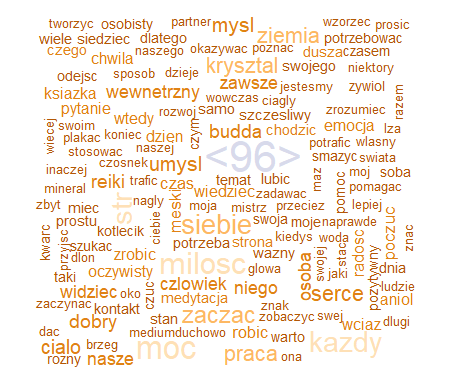 tworzyc osobisty partner mysl wzorzec prosic
wiele siedziec dlatego ziemia potrzebowac
czego chwila naszego okazywac poznac dusza czasem
odejsc sposob dzieje krysztal swojego niektory
ksiazka wewnetrzny zawsze jestesmy zywiol razem
pytanie wtedy rozwoj samo wowczas ciagly zrozumiec
wiecej swoim dzien czym szczesliwy emocja lza
plakac koniec naszej budda chodzic potrafic wlasny
stosowac umysl <96> smazyc swiata
inaczej czosnek maz pomoc moj soba
mineral reiki trafic czas temat lubic pomagac
zbyt str nagly meski wiedziec zadawac lepiej
prostu miec moja mistrz przeciez poczuc znac
kwarc przyjsc kotlecik ciebie siebie swoja moje naprawde
szukac potrzeba strona kiedys woda radosc
dlon zrobic wazny swojej stac pozytywny
taki oczywisty milosc glowa osoba jaki dnia
widziec czuc czlowiek niego serce ludzie
zaczynac oko medytacja znak aniol
kontakt stan zaczac zobaczyc swej wciaz dlugi
dac dobry mediumduchowo robic warto kazdy
cialo brzeg moc praca ona
rozny nasze